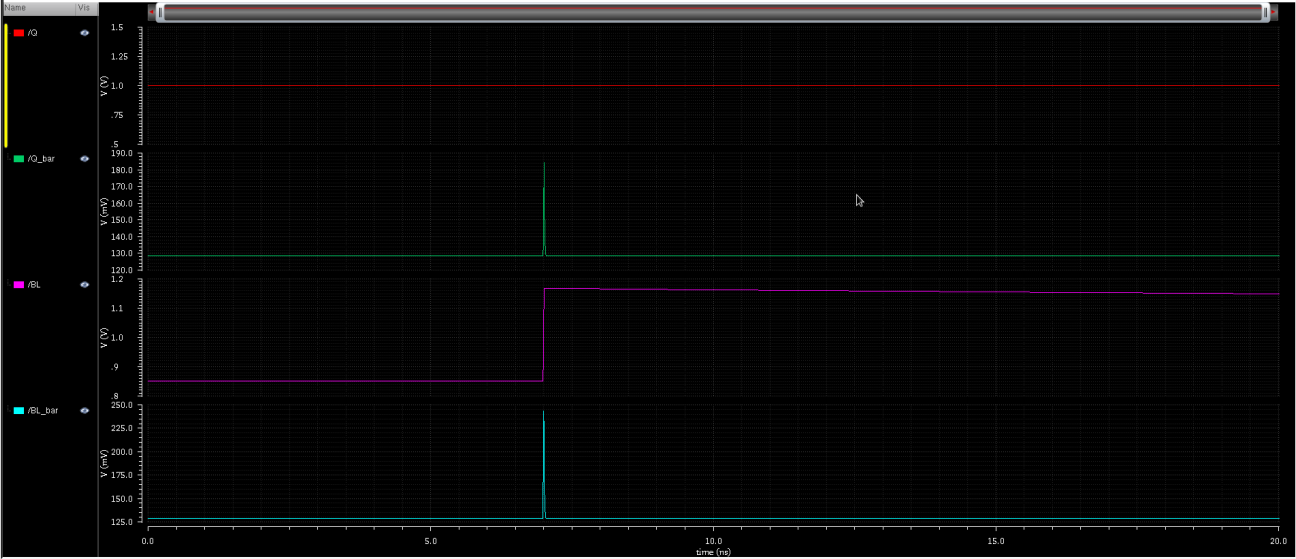 Name Vis
/Q
V (V)
1.5
1.25
1.0
.75
.5
/Q_bar
V (mV)
190.0
180.0
170.0
160.0
150.0
140.0
130.0
120.0
/BL
V (V)
1.2
1.1
1.0
.9
.8
/BL_bar
V (mV)
250.0
225.0
200.0
175.0
150.0
125.0
0.0 5.0 10.0 15.0 20.0
time (ns)